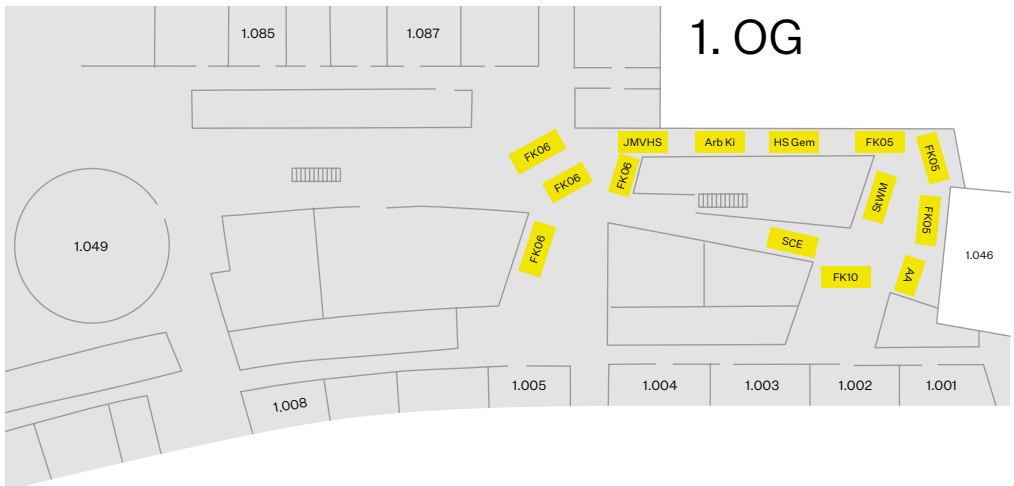 1. OG
1.085
1.087
JMVHS
Arb Ki
HS Gem
FK05
FK06
FK05
FK06
FK06
StWM
FK05
FK06
SCE
1.049
1.046
AA
FK10
1.005
1.004
1.003
1.002
1.001
1.008